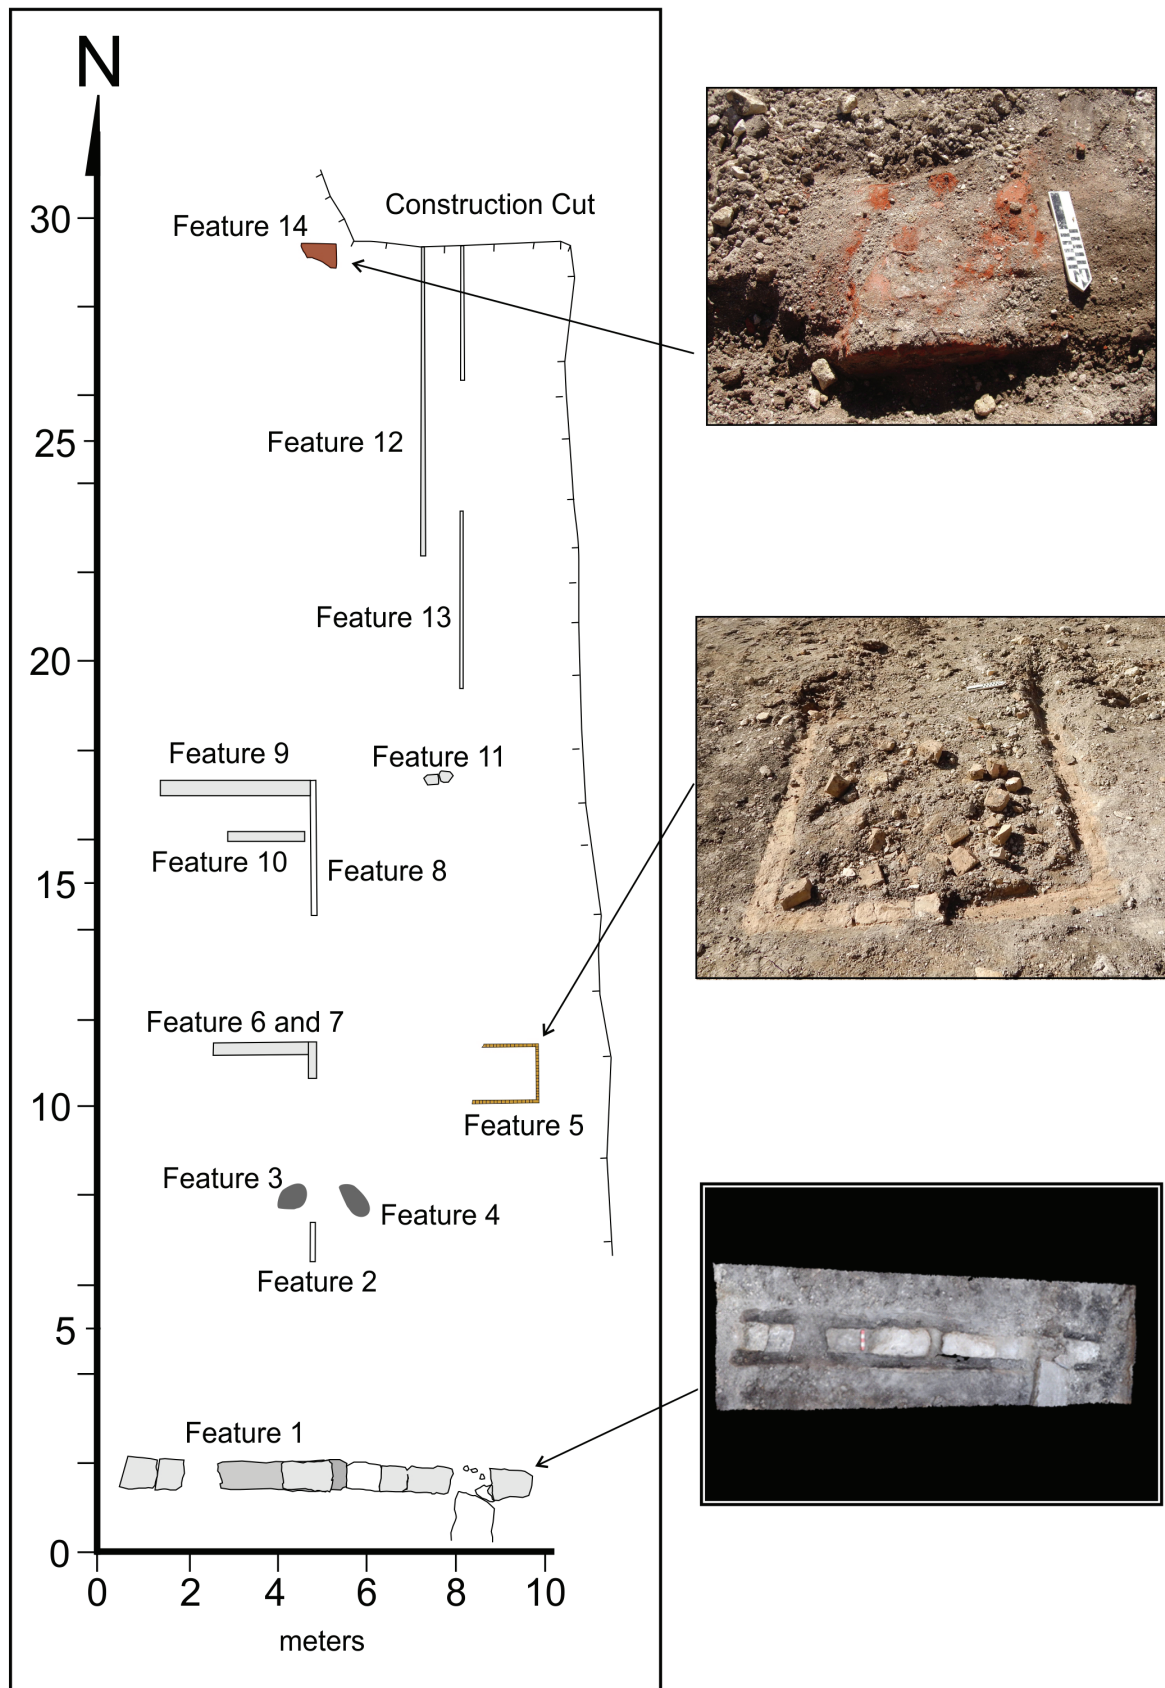 N
Construction Cut
Feature 14
30
Feature 12
25
Feature 13
20
Feature 9
Feature 11
Feature 10
Feature 8
15
Feature 6 and 7
10
Feature 5
Feature 3
Feature 4
Feature 2
5
Feature 1
0
0 2 4 6 8 10
meters